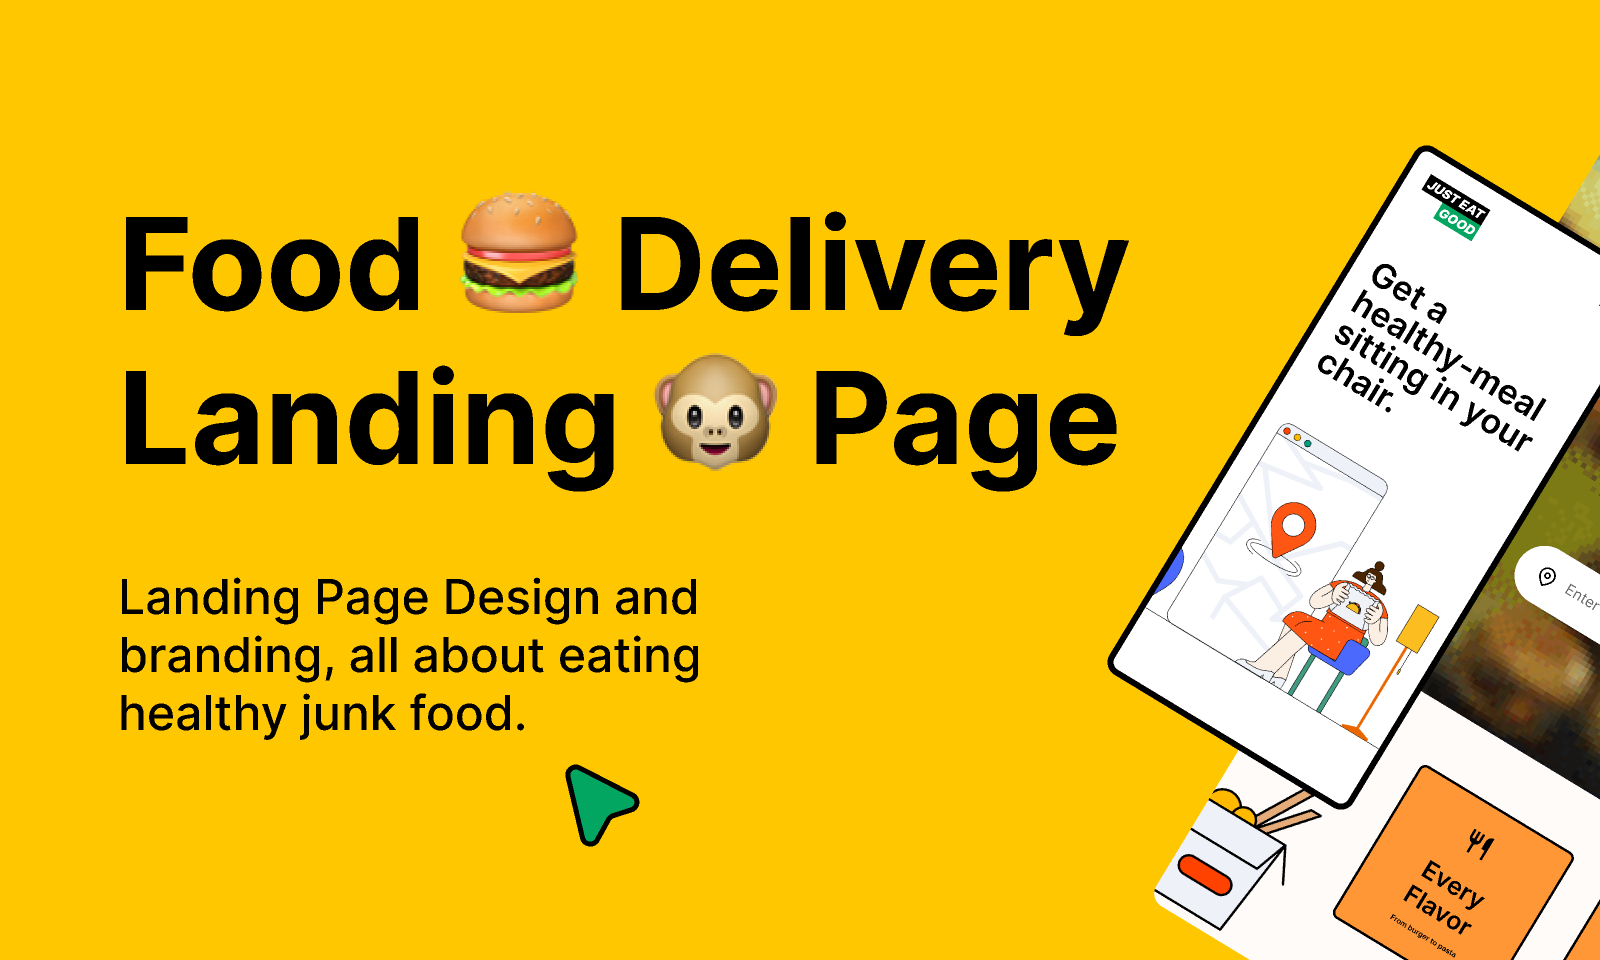 Food 🍔 Delivery
Landing 🐵 Page
Landing Page Design and
branding, all about eating
healthy junk food.
JUST EAT
GOOD
Get a
healthy-meal
sitting in your
chair.
Enter
Every
Flavor
From burger to pasta